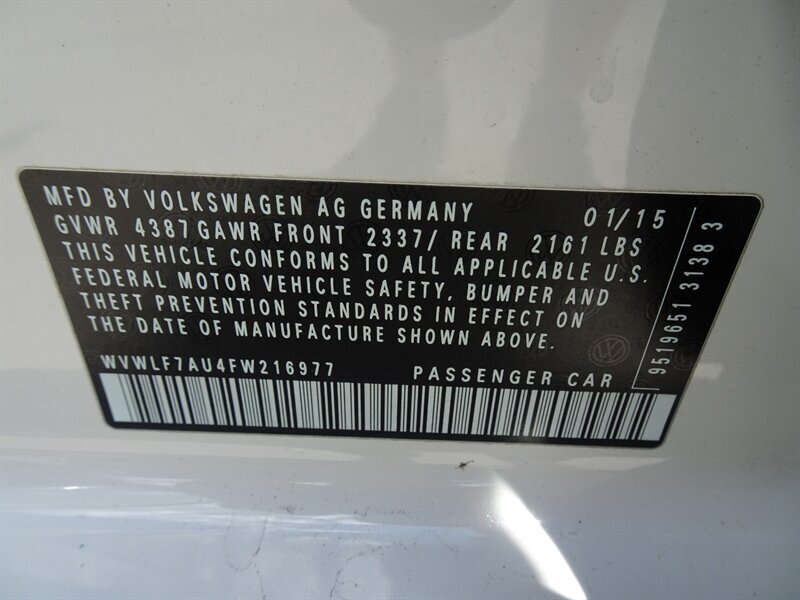 MFD BY VOLKSWAGEN AG GERMANY 01/15
GVWR 4387 GAWR FRONT 2337/ REAR 2161 LBS
THIS VEHICLE CONFORMS TO ALL APPLICABLE U.S.
FEDERAL MOTOR VEHICLE SAFETY, BUMPER AND
THEFT PREVENTION STANDARDS IN EFFECT ON
THE DATE OF MANUFACTURE SHOWN ABOVE.
WVWLF7AU4FW216977 PASSENGER CAR
9519651 3138 3